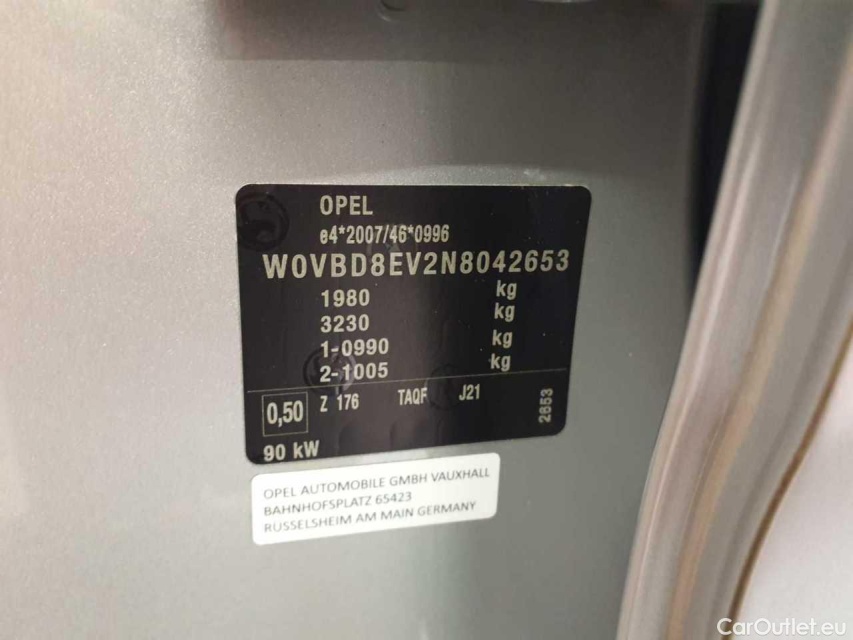 OPEL
e4*2007/46*0996
W0VBD8EV2N8042653
1980 kg
3230 kg
1-0990 kg
2-1005 kg
0,50 Z 176 TAQF J21 2653
90 kW
OPEL AUTOMOBILE GMBH VAUXHALL
BAHNHOFSPLATZ 65423
RUSSELSHEIM AM MAIN GERMANY
CarOutlet.eu